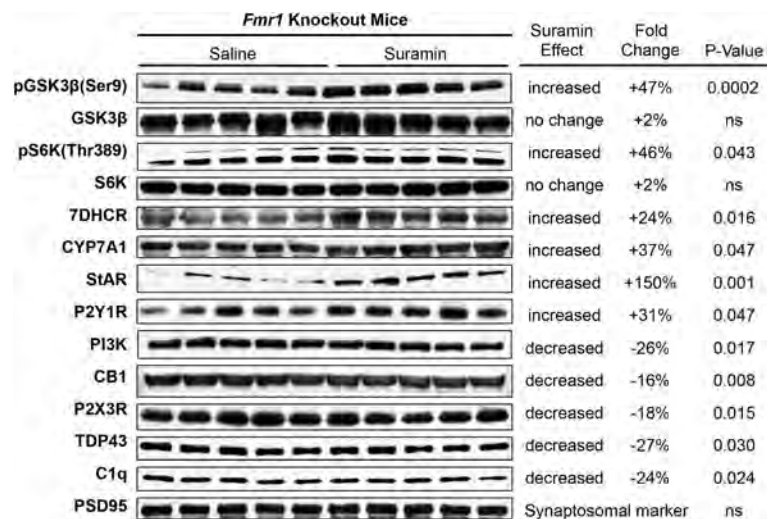 Fmr1 Knockout Mice
Saline Suramin
Suramin Effect Fold Change P-Value
pGSK3β(Ser9) increased +47% 0.0002
GSK3β no change +2% ns
pS6K(Thr389) increased +46% 0.043
S6K no change +2% ns
7DHCR increased +24% 0.016
CYP7A1 increased +37% 0.047
StAR increased +150% 0.001
P2Y1R increased +31% 0.047
PI3K decreased -26% 0.017
CB1 decreased -16% 0.008
P2X3R decreased -18% 0.015
TDP43 decreased -27% 0.030
C1q decreased -24% 0.024
PSD95 Synaptosomal marker ns